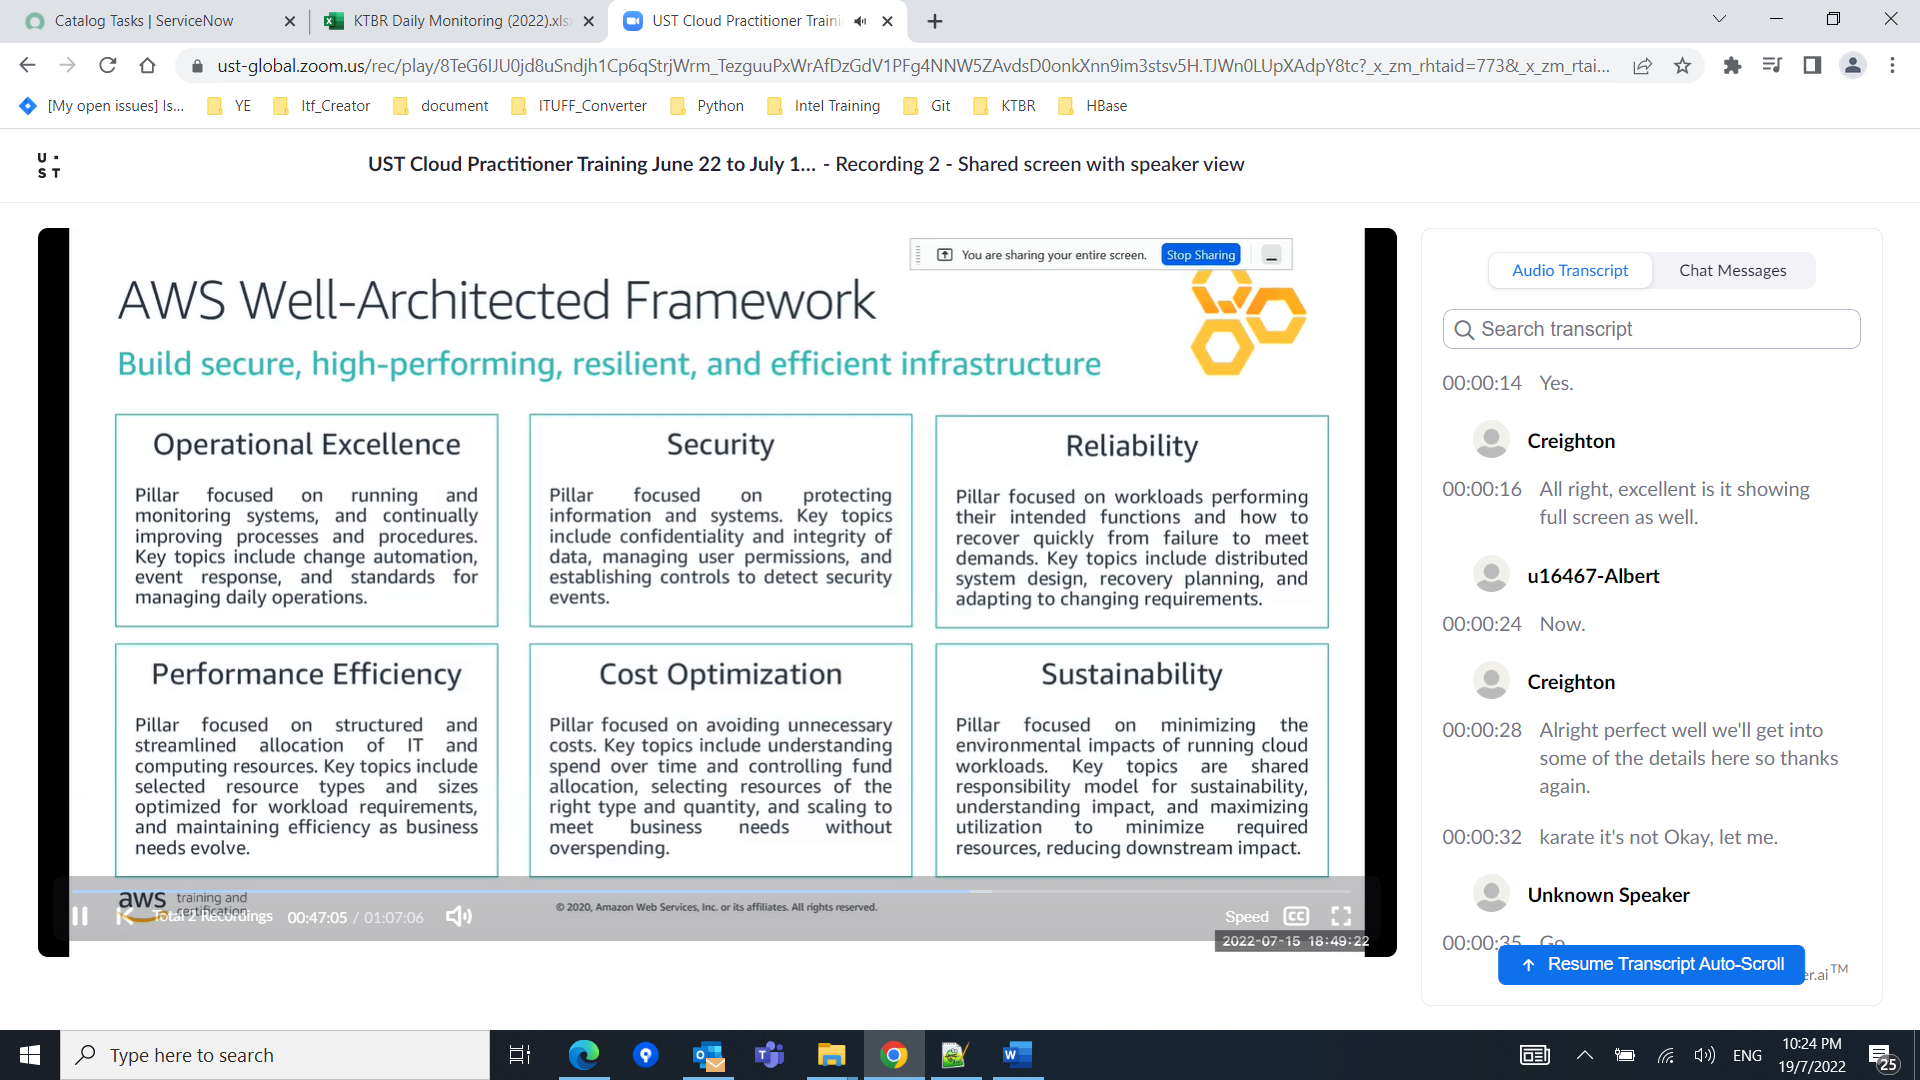 Catalog Tasks | ServiceNow
KTBR Daily Monitoring (2022).xls
UST Cloud Practitioner Traini
ust-global.zoom.us/rec/play/8TeG6IJU0jd8uSndjh1Cp6qStrjWrm_TezguuPxWrAfDzGdV1PFg4NNW5ZAvdsD0onkXnn9im3stsv5H.TJWn0LUpXAdpY8tc?_x_zm_rhtaid=773&_x_zm_rtai...
[My open issues] Is...
YE
Itf_Creator
document
ITUFF_Converter
Python
Intel Training
Git
KTBR
HBase
U·
ST
UST Cloud Practitioner Training June 22 to July 1... - Recording 2 - Shared screen with speaker view
You are sharing your entire screen.
Stop Sharing
AWS Well-Architected Framework
Build secure, high-performing, resilient, and efficient infrastructure
Operational Excellence
Pillar focused on running and
monitoring systems, and continually
improving processes and procedures.
Key topics include change automation,
event response, and standards for
managing daily operations.
Security
Pillar focused on protecting
information and systems. Key topics
include confidentiality and integrity of
data, managing user permissions, and
establishing controls to detect security
events.
Reliability
Pillar focused on workloads performing
their intended functions and how to
recover quickly from failure to meet
demands. Key topics include distributed
system design, recovery planning, and
adapting to changing requirements.
Performance Efficiency
Pillar focused on structured and
streamlined allocation of IT and
computing resources. Key topics include
selected resource types and sizes
optimized for workload requirements,
and maintaining efficiency as business
needs evolve.
Cost Optimization
Pillar focused on avoiding unnecessary
costs. Key topics include understanding
spend over time and controlling fund
allocation, selecting resources of the
right type and quantity, and scaling to
meet business needs without
overspending.
Sustainability
Pillar focused on minimizing the
environmental impacts of running cloud
workloads. Key topics are shared
responsibility model for sustainability,
understanding impact, and maximizing
utilization to minimize required
resources, reducing downstream impact.
aws
training and
certification
Total 2 Recordings
00:47:05 / 01:07:06
© 2020, Amazon Web Services, Inc. or its affiliates. All rights reserved.
Speed
CC
2022-07-15 18:49:22
Audio Transcript
Chat Messages
Search transcript
00:00:14 Yes.
Creighton
00:00:16 All right, excellent is it showing
full screen as well.
u16467-Albert
00:00:24 Now.
Creighton
00:00:28 Alright perfect well we'll get into
some of the details here so thanks
again.
00:00:32 karate it's not Okay, let me.
Unknown Speaker
00:00:35 Go
Resume Transcript Auto-Scroll
er.ai™
Type here to search
ENG
10:24 PM
19/7/2022
25